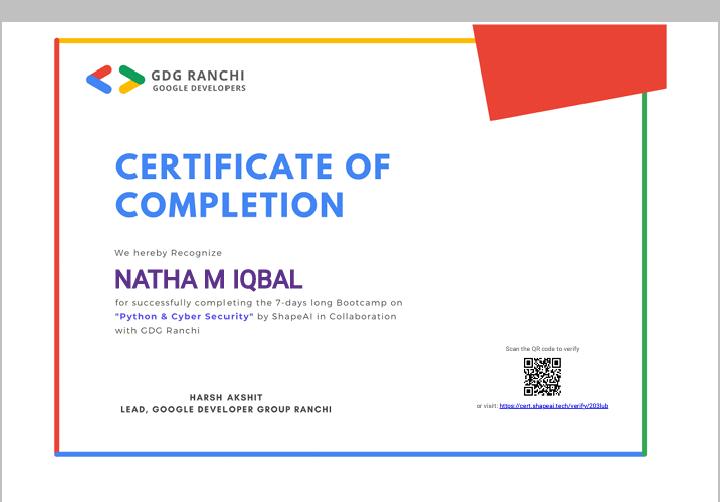 GDG RANCHI
GOOGLE DEVELOPERS
CERTIFICATE OF
COMPLETION
We hereby Recognize
NATHA M IQBAL
for successfully completing the 7-days long Bootcamp on
"Python & Cyber Security" by ShapeAI in Collaboration
with GDG Ranchi
Scan the QR code to verify
or visit: https://cert.shapeai.tech/verify/203lub
HARSH AKSHIT
LEAD, GOOGLE DEVELOPER GROUP RANCHI